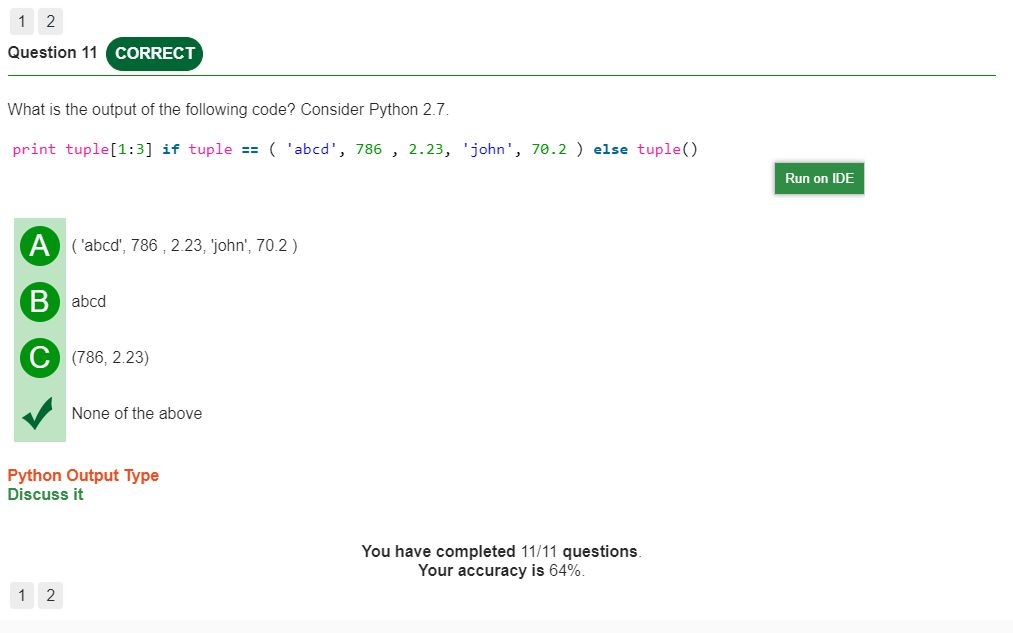 1 2
Question 11 CORRECT
What is the output of the following code? Consider Python 2.7.
print tuple[1:3] if tuple == ( 'abcd', 786 , 2.23, 'john', 70.2 ) else tuple()
Run on IDE
A ( 'abcd', 786 , 2.23, 'john', 70.2 )
B abcd
C (786, 2.23)
None of the above
Python Output Type
Discuss it
You have completed 11/11 questions.
Your accuracy is 64%.
1 2